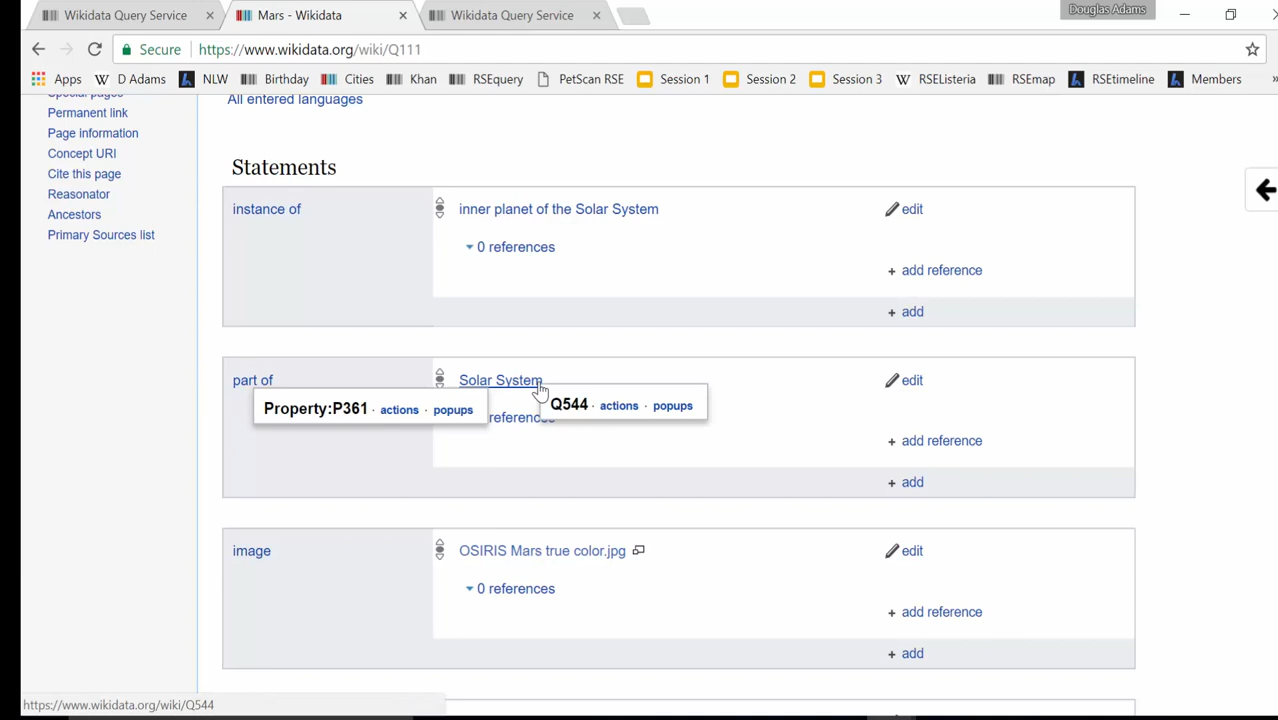 Wikidata Query Service
Mars - Wikidata
Wikidata Query Service
Douglas Adams
Secure
https://www.wikidata.org/wiki/Q111
Apps
D Adams
NLW
Birthday
Cities
Khan
RSEquery
PetScan RSE
Session 1
Session 2
Session 3
RSEListeria
RSEmap
RSEtimeline
Members
Special pages
Permanent link
Page information
Concept URI
Cite this page
Reasonator
Ancestors
Primary Sources list
All entered languages
Statements
instance of
inner planet of the Solar System
edit
0 references
+ add reference
+ add
part of
Solar System
edit
Property:P361 · actions · popups
Q544 · actions · popups
references
+ add reference
+ add
image
OSIRIS Mars true color.jpg
edit
0 references
+ add reference
+ add
https://www.wikidata.org/wiki/Q544